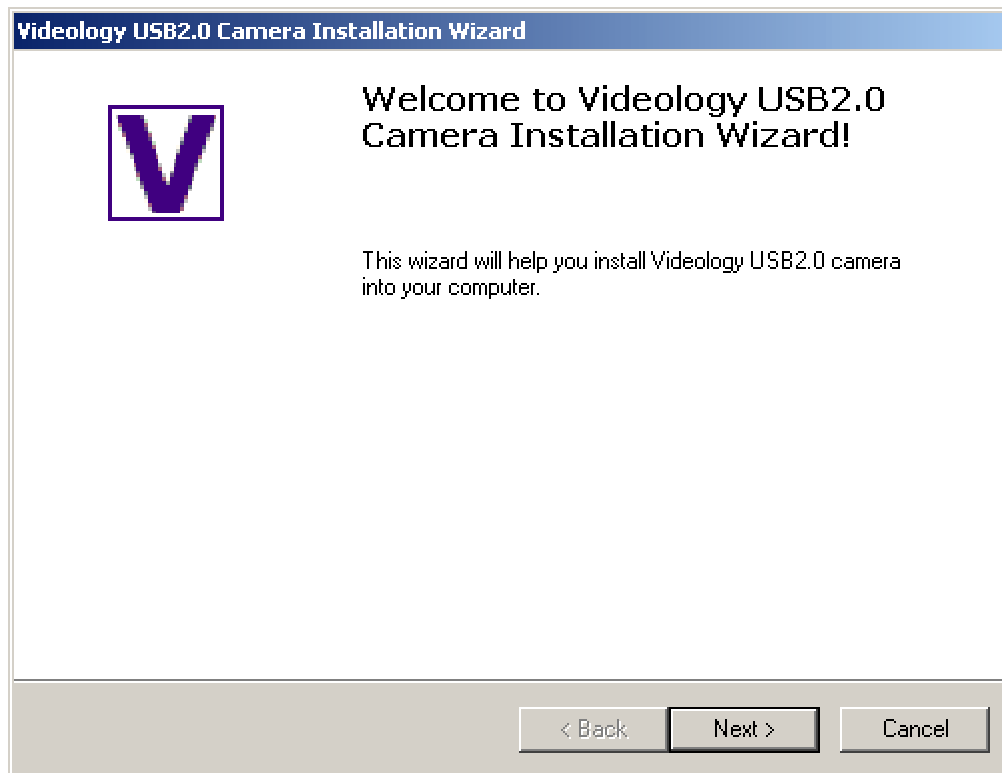 Videology USB2.0 Camera Installation Wizard
V
Welcome to Videology USB2.0
Camera Installation Wizard!
This wizard will help you install Videology USB2.0 camera
into your computer.
< Back
Next >
Cancel